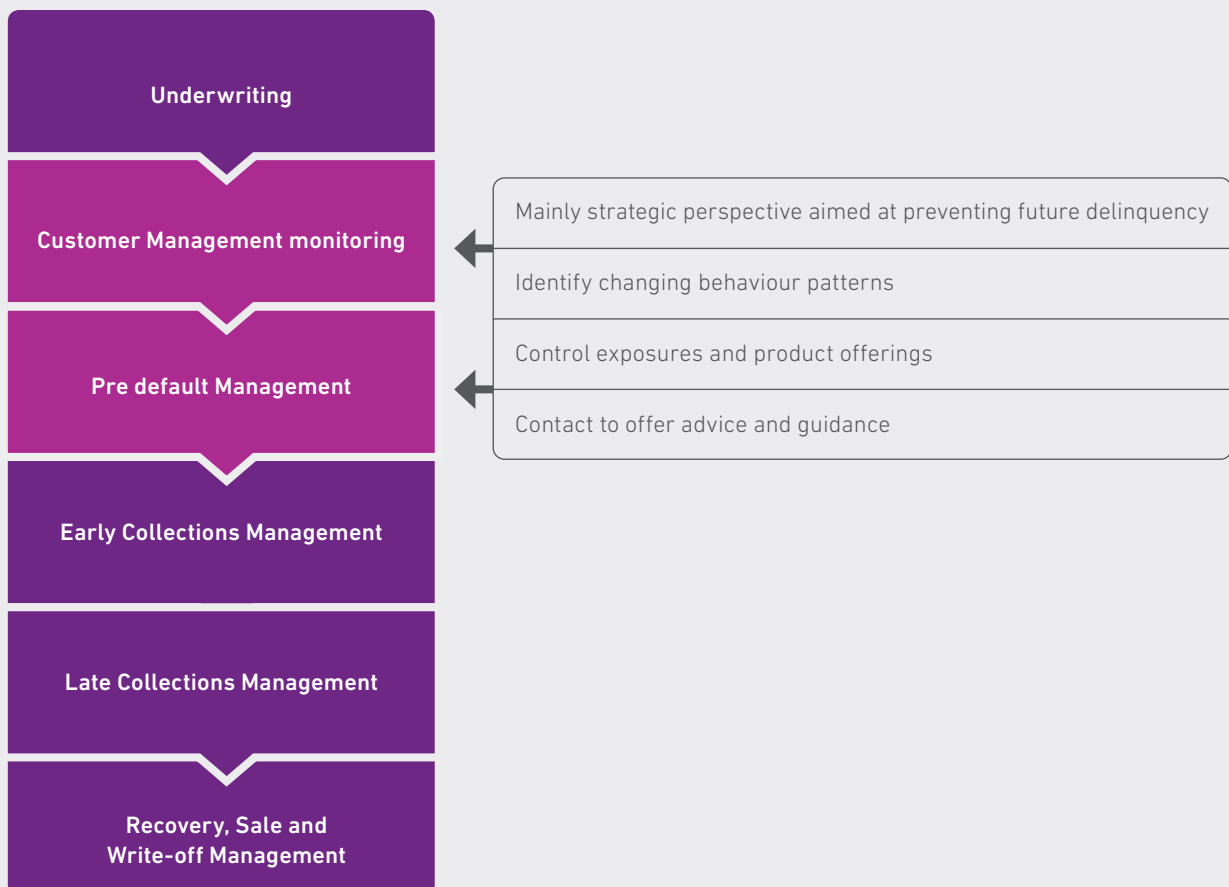 Underwriting
Customer Management monitoring
Pre default Management
Early Collections Management
Late Collections Management
Recovery, Sale and
Write-off Management
Mainly strategic perspective aimed at preventing future delinquency
Identify changing behaviour patterns
Control exposures and product offerings
Contact to offer advice and guidance